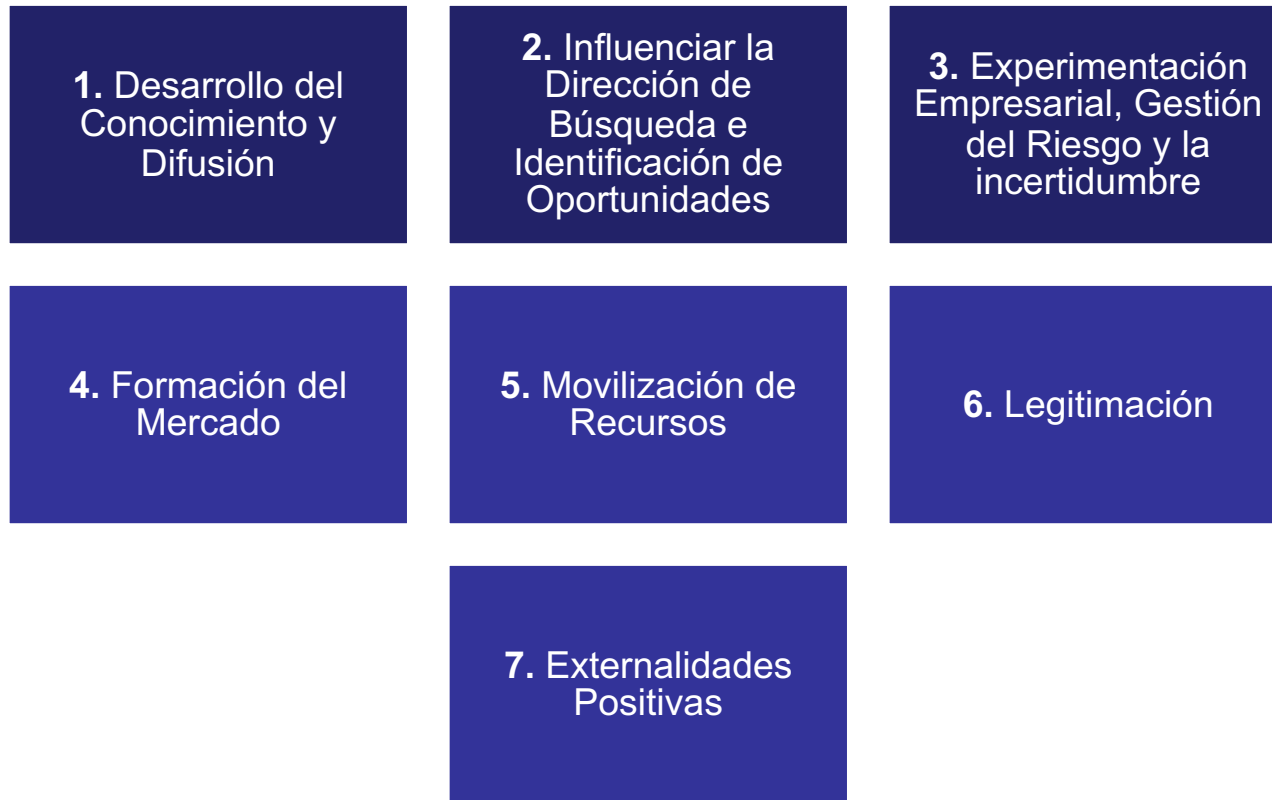 1. Desarrollo del
Conocimiento y
Difusión
2. Influenciar la
Dirección de
Búsqueda e
Identificación de
Oportunidades
3. Experimentación
Empresarial, Gestión
del Riesgo y la
incertidumbre
4. Formación del
Mercado
5. Movilización de
Recursos
6. Legitimación
7. Externalidades
Positivas